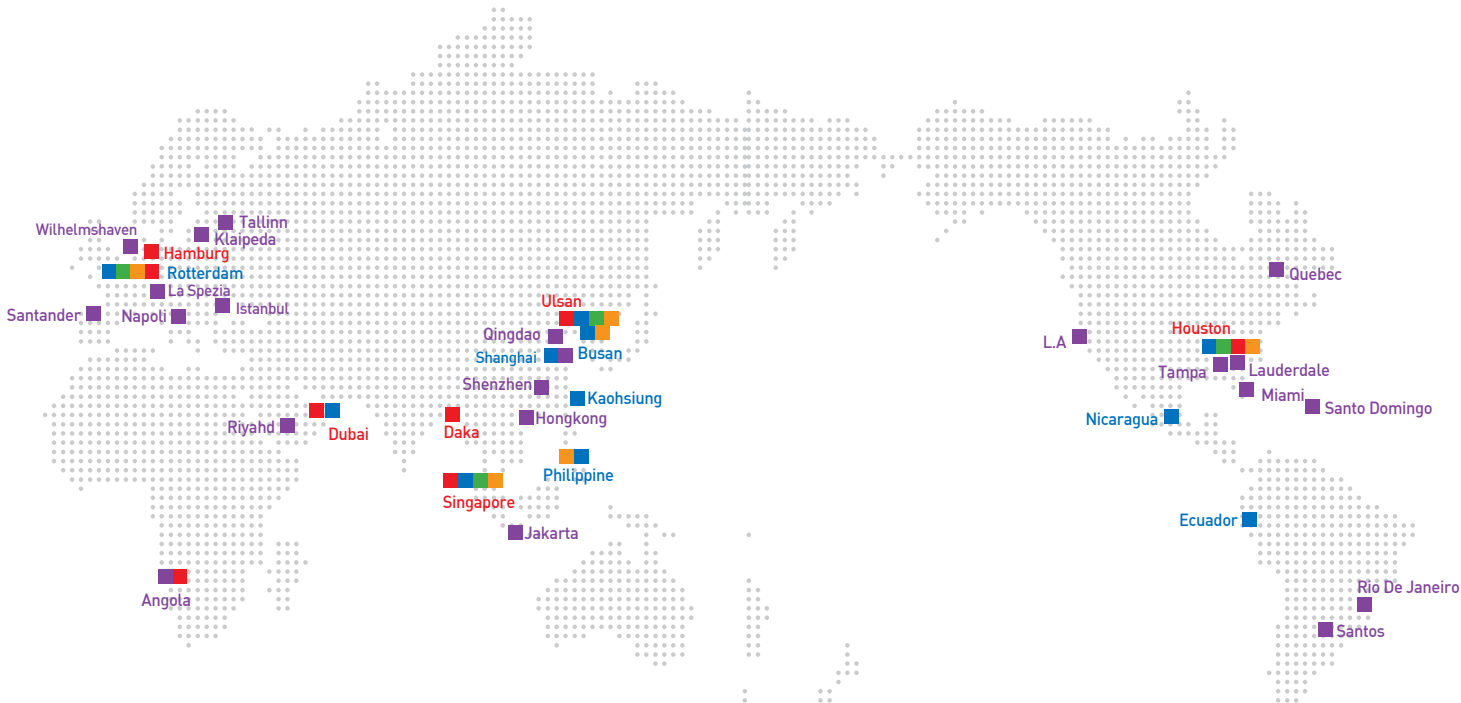 Tallinn
Wilhelmshaven
Klaipeda
Hamburg
Rotterdam
La Spezia
Istanbul
Santander
Napoli
Ulsan
Qingdao
Busan
Shanghai
Shenzhen
Kaohsiung
Hongkong
Riyahd
Dubai
Daka
Philippine
Singapore
Jakarta
Angola
Quebec
Houston
L.A
Tampa
Lauderdale
Miami
Santo Domingo
Nicaragua
Ecuador
Rio De Janeiro
Santos